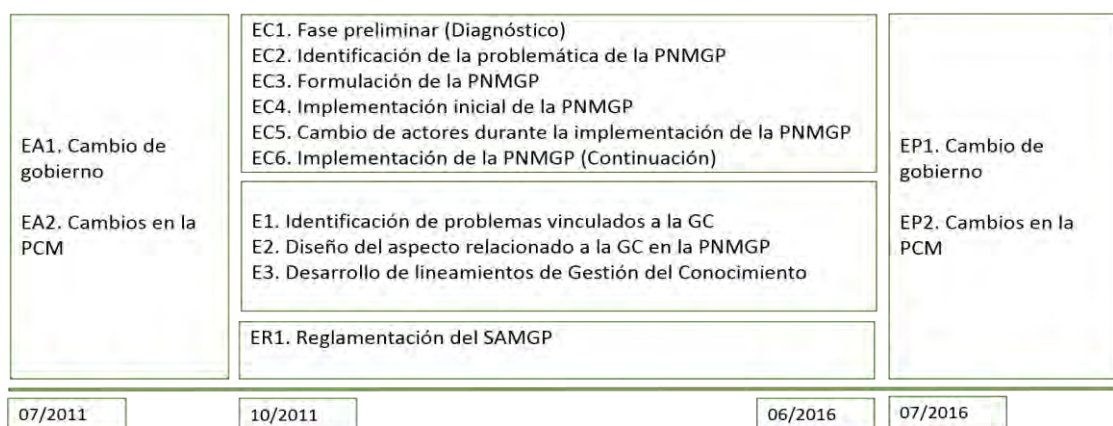 EA1. Cambio de
gobierno
EA2. Cambios en la
PCM
EC1. Fase preliminar (Diagnóstico)
EC2. Identificación de la problemática de la PNMGP
EC3. Formulación de la PNMGP
EC4. Implementación inicial de la PNMGP
EC5. Cambio de actores durante la implementación de la PNMGP
EC6. Implementación de la PNMGP (Continuación)
E1. Identificación de problemas vinculados a la GC
E2. Diseño del aspecto relacionado a la GC en la PNMGP
E3. Desarrollo de lineamientos de Gestión del Conocimiento
ER1. Reglamentación del SAMGP
EP1. Cambio de
gobierno
EP2. Cambios en la
PCM
07/2011
10/2011
06/2016
07/2016